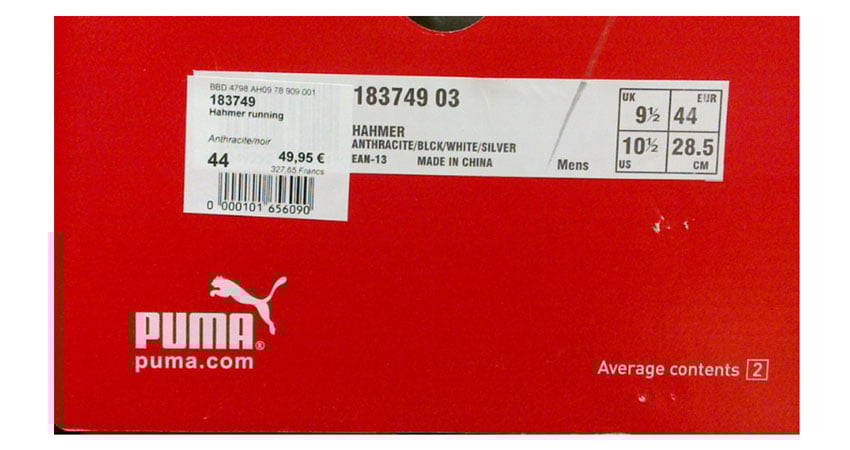 BBD 4798 AH09 78 909 001
183749
Hahmer running
Anthracite/noir
44 49,95 €
327,65 Francs
0 000101 656090
183749 03
HAHMER
ANTHRACITE/BLCK/WHITE/SILVER
EAN-13 MADE IN CHINA
Mens
UK 9½ 44 EUR
10½ US 28.5 CM
PUMA®
puma.com
Average contents 2